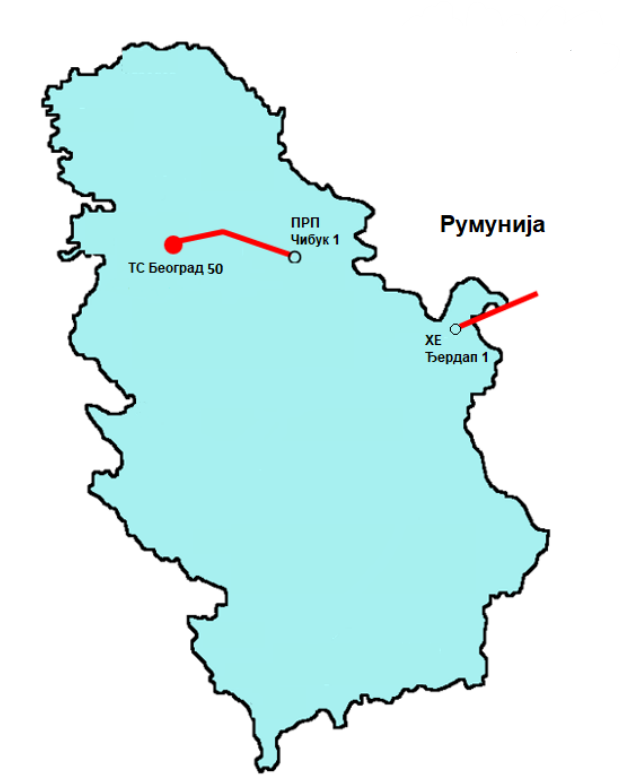 ПРП
Чибук 1
Румунија
ТС Београд 50
ХЕ
Ђердап 1